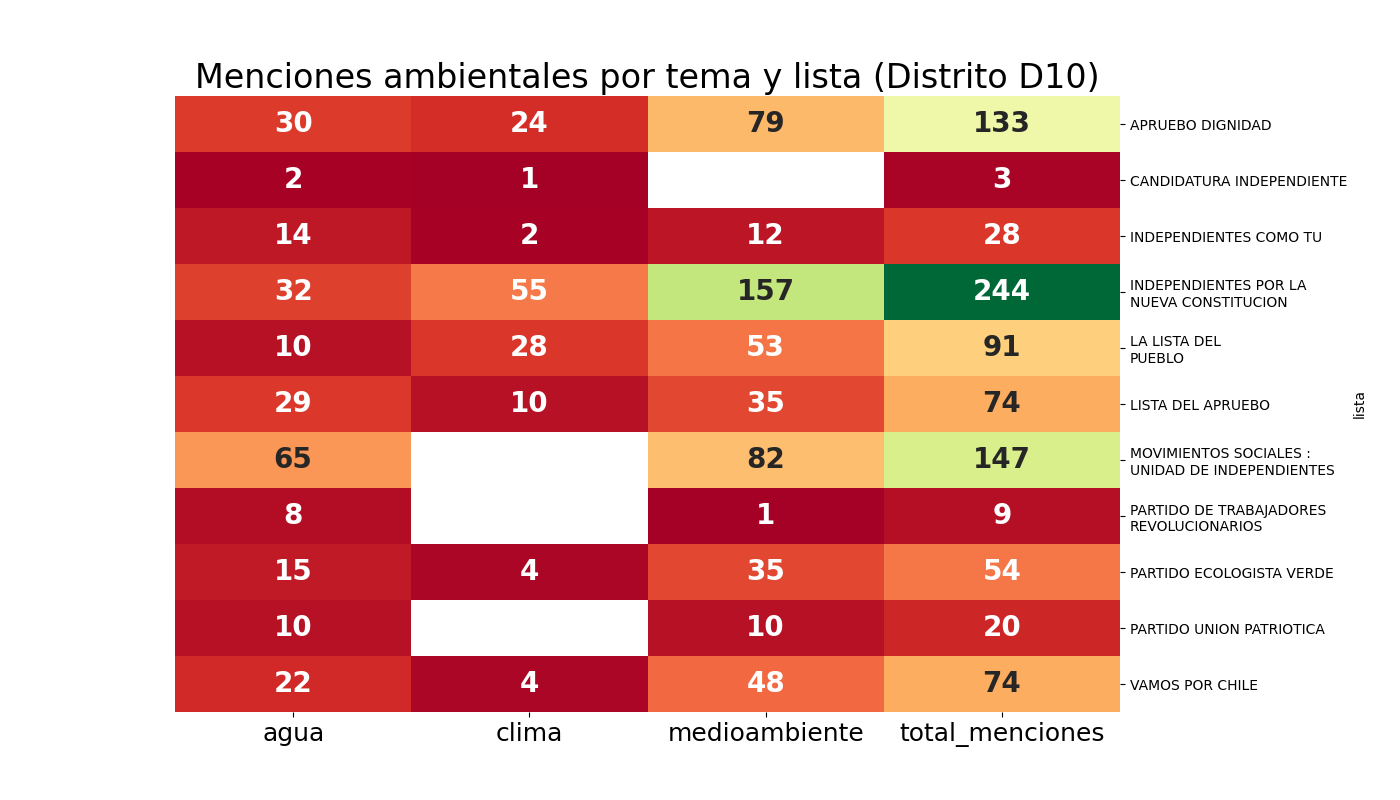 Menciones ambientales por tema y lista (Distrito D10)
30 24 79 133 APRUEBO DIGNIDAD
2 1 3 CANDIDATURA INDEPENDIENTE
14 2 12 28 INDEPENDIENTES COMO TU
32 55 157 244 INDEPENDIENTES POR LA
NUEVA CONSTITUCION
10 28 53 91 LA LISTA DEL
PUEBLO
29 10 35 74 LISTA DEL APRUEBO
65 82 147 MOVIMIENTOS SOCIALES :
UNIDAD DE INDEPENDIENTES
8 1 9 PARTIDO DE TRABAJADORES
REVOLUCIONARIOS
15 4 35 54 PARTIDO ECOLOGISTA VERDE
10 10 20 PARTIDO UNION PATRIOTICA
22 4 48 74 VAMOS POR CHILE
agua clima medioambiente total_menciones
lista